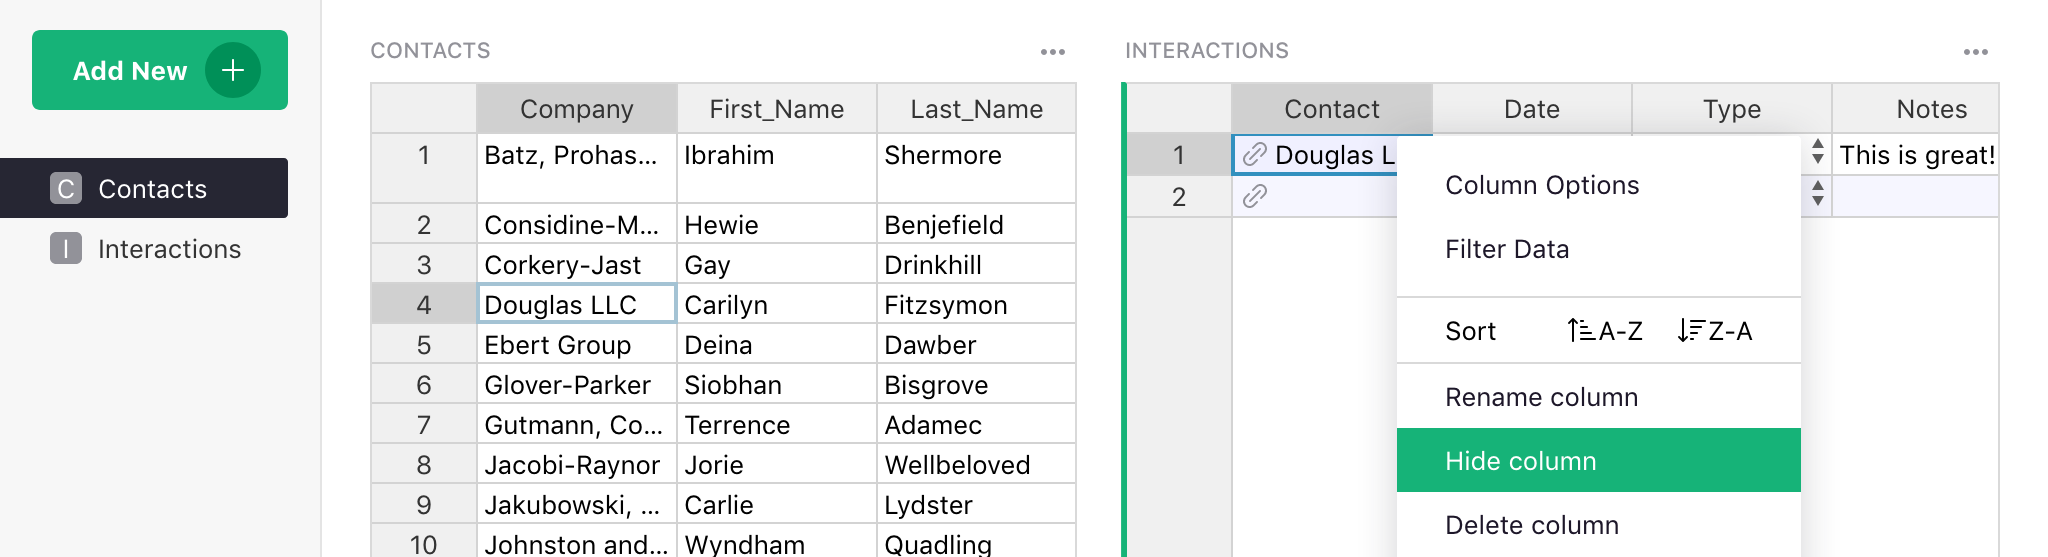 Add New
C Contacts
I Interactions
CONTACTS
Company First_Name Last_Name
1 Batz, Prohas... Ibrahim Shermore
2 Considine-M... Hewie Benjefield
3 Corkery-Jast Gay Drinkhill
4 Douglas LLC Carilyn Fitzsymon
5 Ebert Group Deina Dawber
6 Glover-Parker Siobhan Bisgrove
7 Gutmann, Co... Terrence Adamec
8 Jacobi-Raynor Jorie Wellbeloved
9 Jakubowski, ... Carlie Lydster
10 Johnston and... Wyndham Quadling
INTERACTIONS
Contact Date Type Notes
1 Douglas L This is great!
2
Column Options
Filter Data
Sort A-Z Z-A
Rename column
Hide column
Delete column